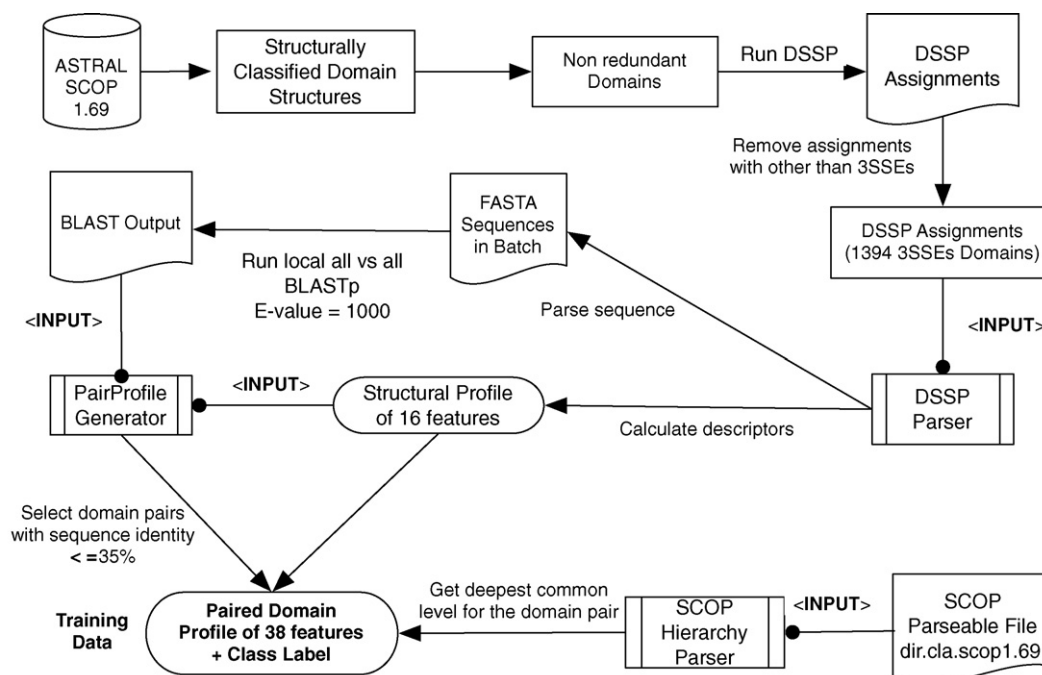 ASTRAL
SCOP
1.69
Structurally
Classified Domain
Structures
Non redundant
Domains
Run DSSP
DSSP
Assignments
Remove assignments
with other than 3SSEs
BLAST Output
FASTA
Sequences
in Batch
DSSP Assignments
(1394 3SSEs Domains)
Run local all vs all
BLASTp
E-value = 1000
<INPUT>
Parse sequence
<INPUT>
PairProfile
Generator
<INPUT>
Structural Profile
of 16 features
Calculate descriptors
DSSP
Parser
Select domain pairs
with sequence identity
< =35%
Training
Data
Paired Domain
Profile of 38 features
+ Class Label
Get deepest common
level for the domain pair
SCOP
Hierarchy
Parser
<INPUT>
SCOP
Parseable File
dir.cla.scop1.69